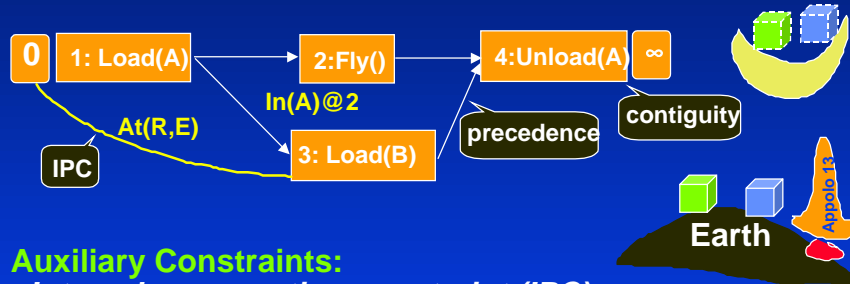 0
1: Load(A)
2:Fly()
4:Unload(A)
∞
In(A)@2
At(R,E)
3: Load(B)
precedence
contiguity
IPC
Appolo 13
Earth
Auxiliary Constraints: